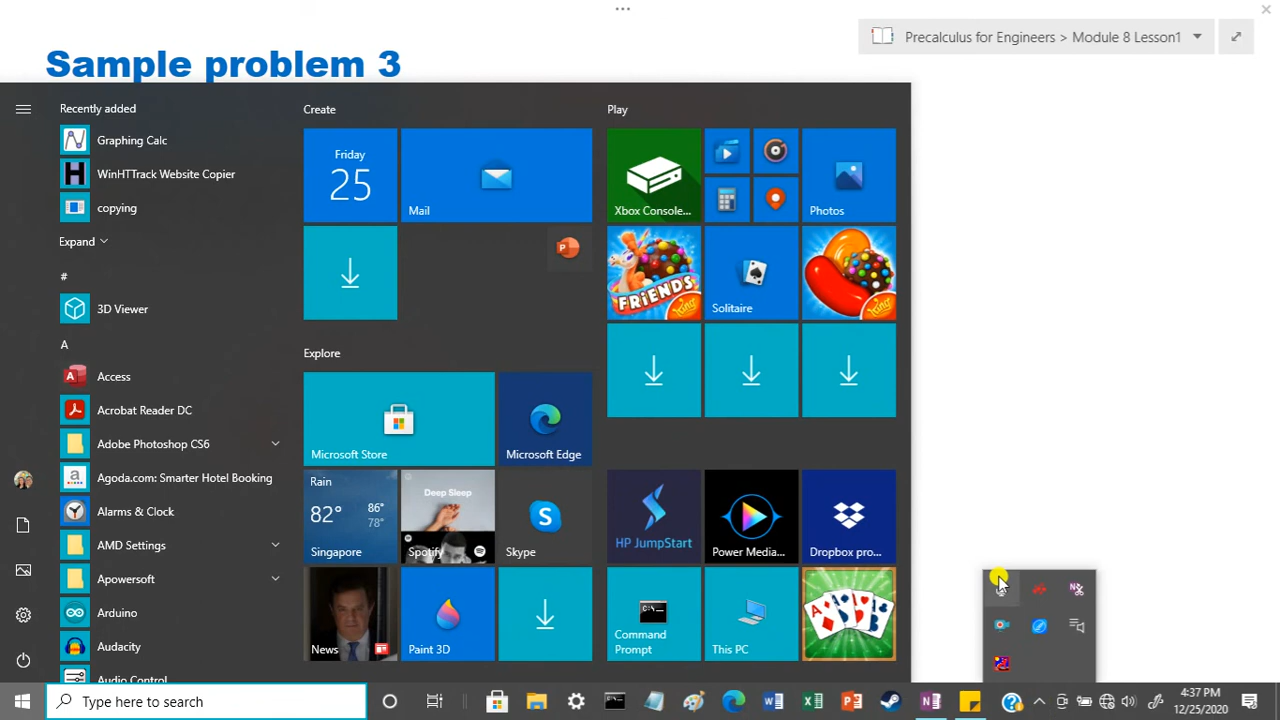 Precalculus for Engineers > Module 8 Lesson1
Sample problem 3
Recently added
Graphing Calc
WinHTTrack Website Copier
copying
Expand
#
3D Viewer
A
Access
Acrobat Reader DC
Adobe Photoshop CS6
Agoda.com: Smarter Hotel Booking
Alarms & Clock
AMD Settings
Apowersoft
Arduino
Audacity
Audio Control
Create
Friday
25
Mail
Explore
Microsoft Store
Microsoft Edge
Rain
82°
86°
78°
Singapore
Deep Sleep
Spotify
Skype
News
Paint 3D
Play
Xbox Console...
Photos
FRIENDS
King
Solitaire
King
HP JumpStart
Power Media...
Dropbox pro...
Command
Prompt
This PC
Type here to search
4:37 PM
12/25/2020